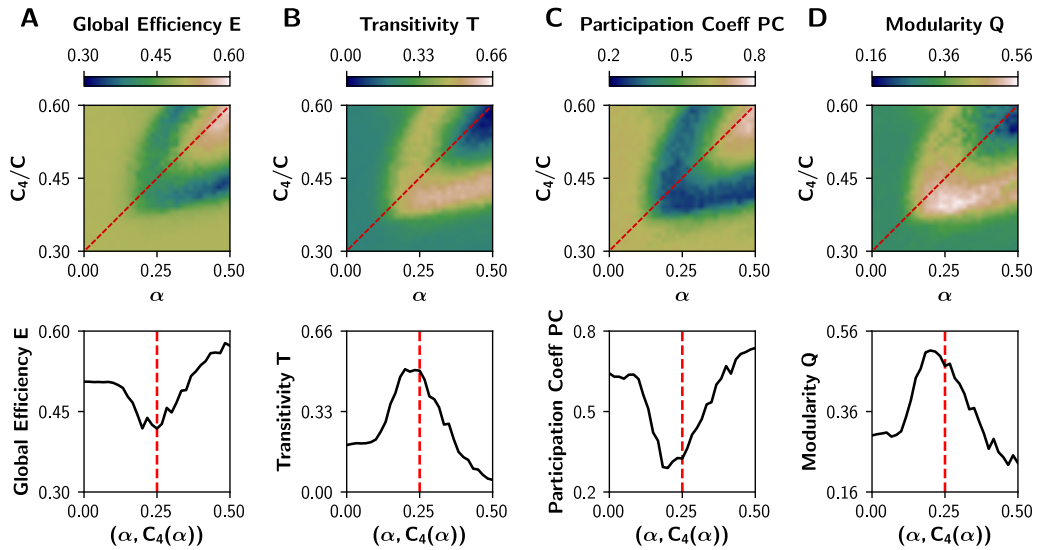 A Global Efficiency E
0.30 0.45 0.60
C₄/C
0.60
0.45
0.30
0.00 0.25 0.50
α
B Transitivity T
0.00 0.33 0.66
C₄/C
0.60
0.45
0.30
0.00 0.25 0.50
α
C Participation Coeff PC
0.2 0.5 0.8
C₄/C
0.60
0.45
0.30
0.00 0.25 0.50
α
D Modularity Q
0.16 0.36 0.56
C₄/C
0.60
0.45
0.30
0.00 0.25 0.50
α
Global Efficiency E
0.60
0.45
0.30
0.00 0.25 0.50
(α, C₄(α))
Transitivity T
0.66
0.33
0.00
0.00 0.25 0.50
(α, C₄(α))
Participation Coeff PC
0.8
0.5
0.2
0.00 0.25 0.50
(α, C₄(α))
Modularity Q
0.56
0.36
0.16
0.00 0.25 0.50
(α, C₄(α))